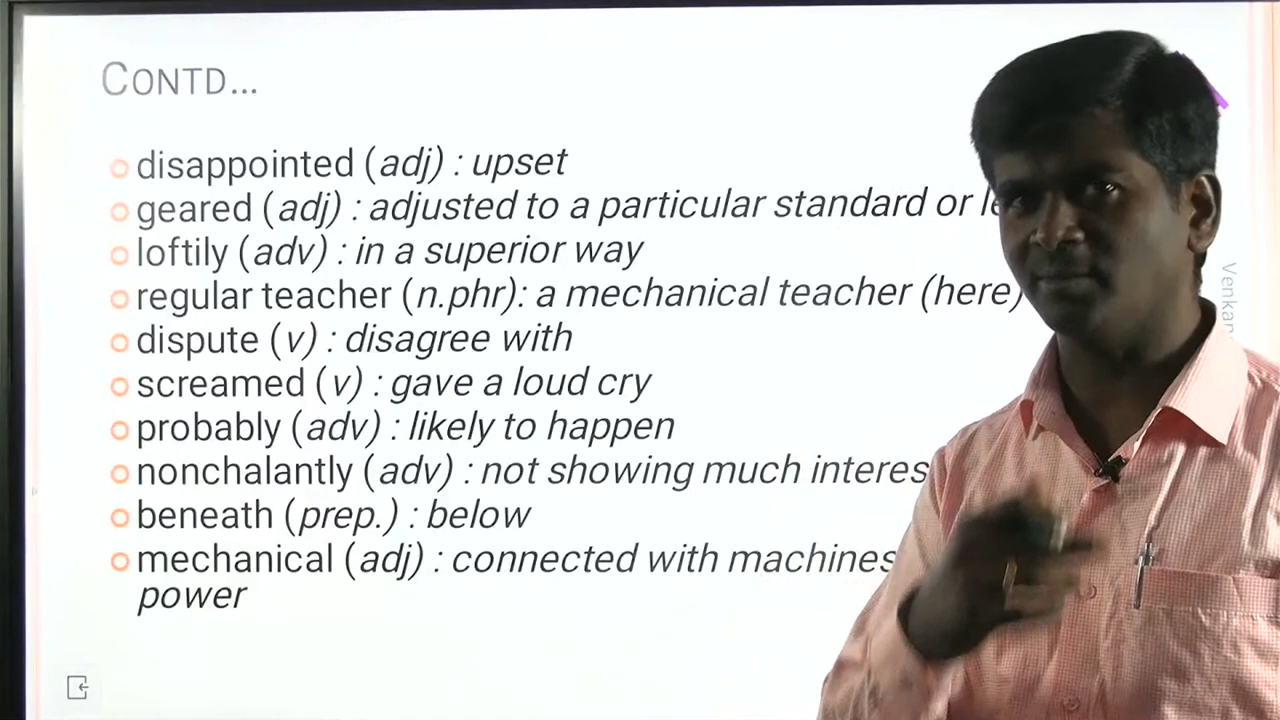 CONTD...
disappointed (adj) : upset
geared (adj) : adjusted to a particular standard or
loftily (adv) : in a superior way
regular teacher (n.phr): a mechanical teacher (here)
dispute (v) : disagree with
screamed (v) : gave a loud cry
probably (adv) : likely to happen
nonchalantly (adv) : not showing much
beneath (prep.) : below
mechanical (adj) : connected with machines
power